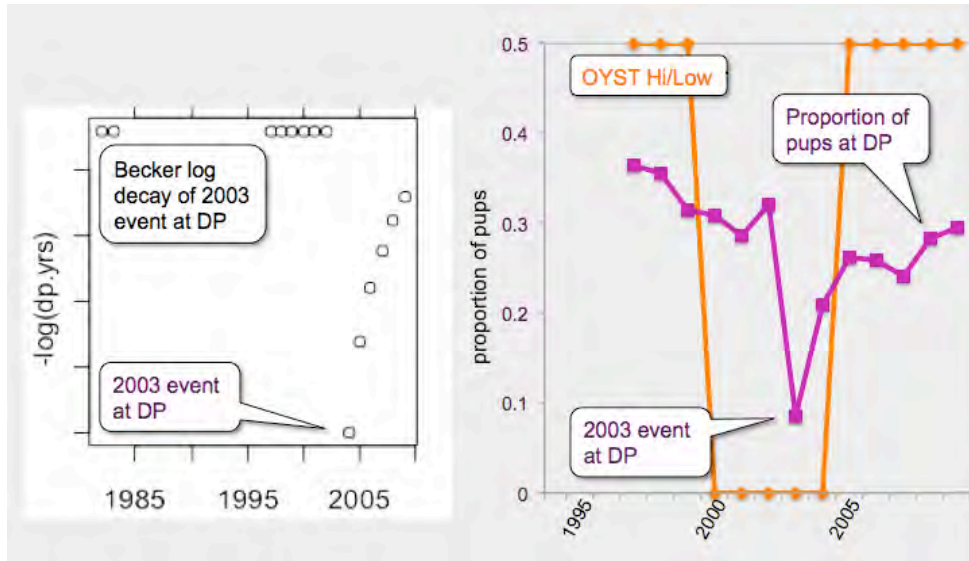 -log(dp.yrs)
Becker log
decay of 2003
event at DP
2003 event
at DP
1985
1995
2005
proportion of pups
0.5
0.4
0.3
0.2
0.1
0
OYST Hi/Low
Proportion of
pups at DP
2003 event
at DP
1995
2000
2005